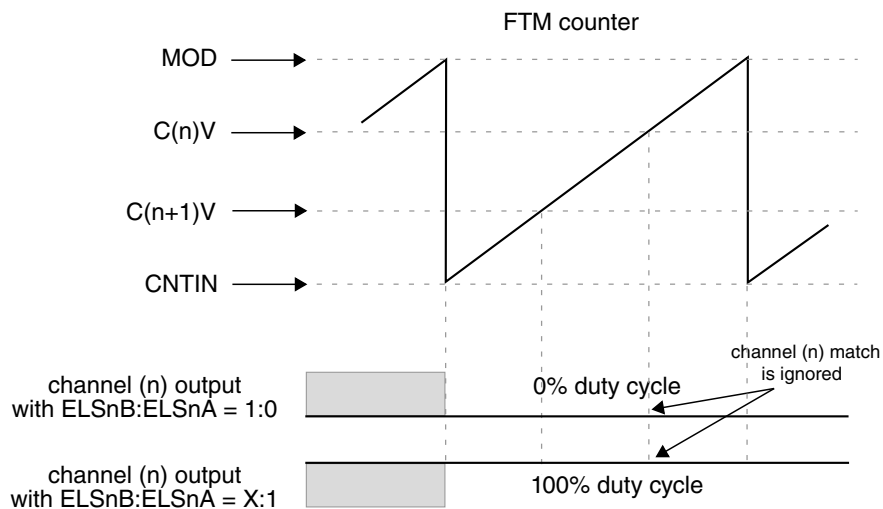 FTM counter
MOD
C(n)V
C(n+1)V
CNTIN
channel (n) match
is ignored
channel (n) output
with ELSnB:ELSnA = 1:0
0% duty cycle
channel (n) output
with ELSnB:ELSnA = X:1
100% duty cycle